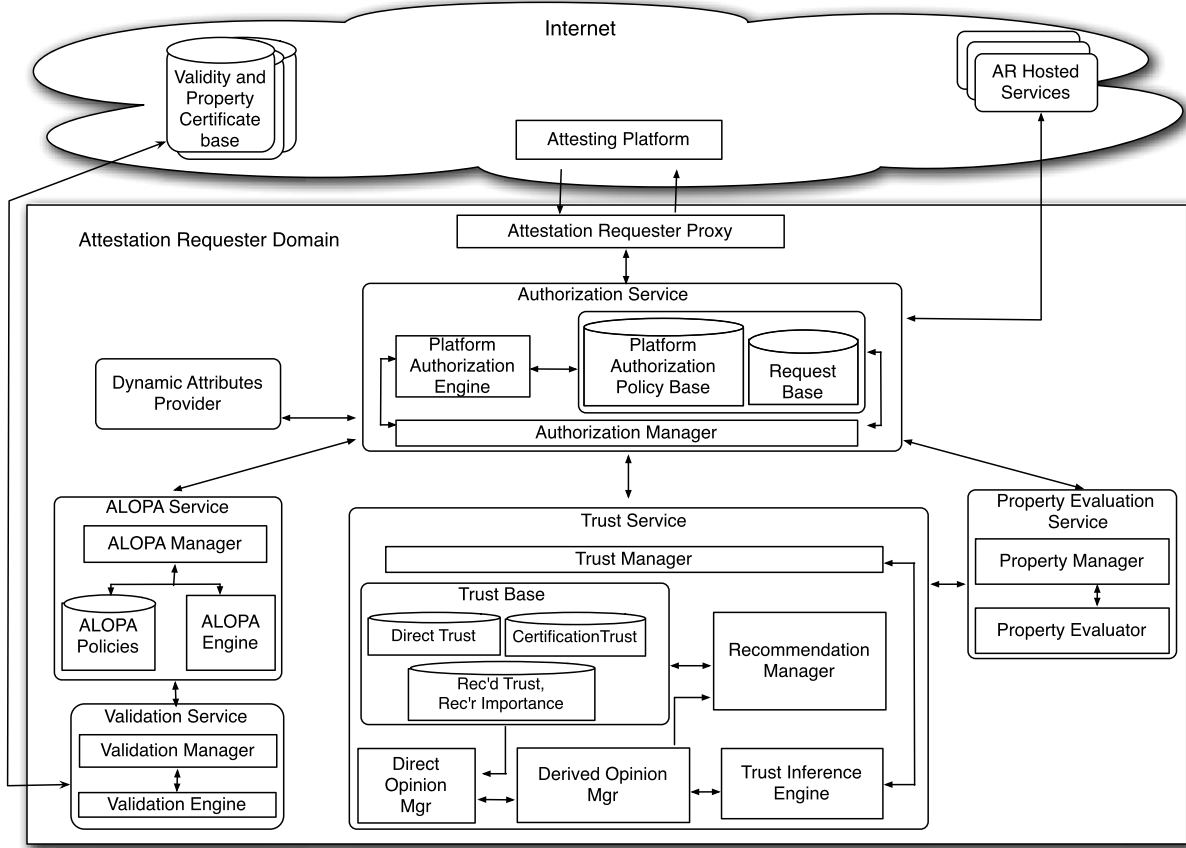 Internet
Validity and
Property
Certificate
base
AR Hosted
Services
Attesting Platform
Attestation Requester Domain
Attestation Requester Proxy
Authorization Service
Platform
Authorization
Engine
Platform
Authorization
Policy Base
Request
Base
Authorization Manager
Dynamic Attributes
Provider
ALOPA Service
ALOPA Manager
ALOPA
Policies
ALOPA
Engine
Validation Service
Validation Manager
Validation Engine
Trust Service
Trust Manager
Trust Base
Direct Trust
CertificationTrust
Rec'd Trust,
Rec'r Importance
Recommendation
Manager
Direct
Opinion
Mgr
Derived Opinion
Mgr
Trust Inference
Engine
Property Evaluation
Service
Property Manager
Property Evaluator